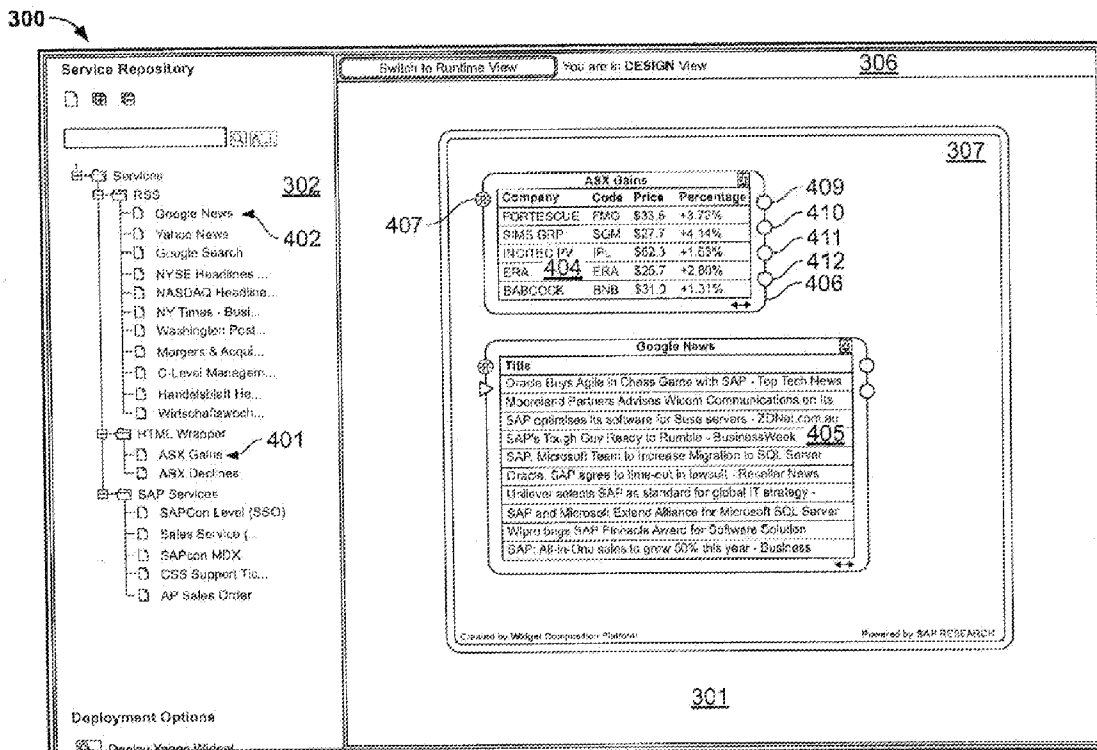 300
Service Repository
Switch to Runtime View You are in DESIGN View 306
302
Services
RSS
Google News
402
Yahoo News
Google Search
NYSE Headlines ...
NASDAQ Headline...
NY Times - Busi...
Washington Post...
Mergers & Acqui...
C-Level Managem...
Handelsblatt He...
Wirtschaftswoch...
HTML Wrapper
ASX Gains
401
ASX Declines
SAP Services
SAPCon Level (SSO)
Sales Service (...
SAPcon MDX
CSS Support Tic...
AP Sales Order
Deployment Options
Deploy Yahoo Widget
307
ASX Gains
Company Code Price Percentage
FORTESCUE FMG $33.6 +3.72%
SIMS GRP SGM $27.7 +4.14%
INCITEC PV IPL $62.3 +1.63%
ERA 404 ERA $25.7 +2.80%
BABCOCK BNB $31.0 +1.31%
407
409
410
411
412
406
Google News
Title
Oracle Buys Agile in Chess Game with SAP - Top Tech News
Mooreland Partners Advises Wicom Communications on its
SAP optimises its software for Suse servers - ZDNet.com.au
SAP's Tough Guy Ready to Rumble - BusinessWeek 405
SAP, Microsoft Team to Increase Migration to SQL Server
Oracle, SAP agree to time-out in lawsuit - Reseller News
Unilever selects SAP as standard for global IT strategy -
SAP and Microsoft Extend Alliance for Microsoft SQL Server
Wipro bags SAP Pinnacle Award for Software Solution
SAP: All-in-One sales to grow 50% this year - Business
Created by Widget Composition Platform
Powered by SAP RESEARCH
301